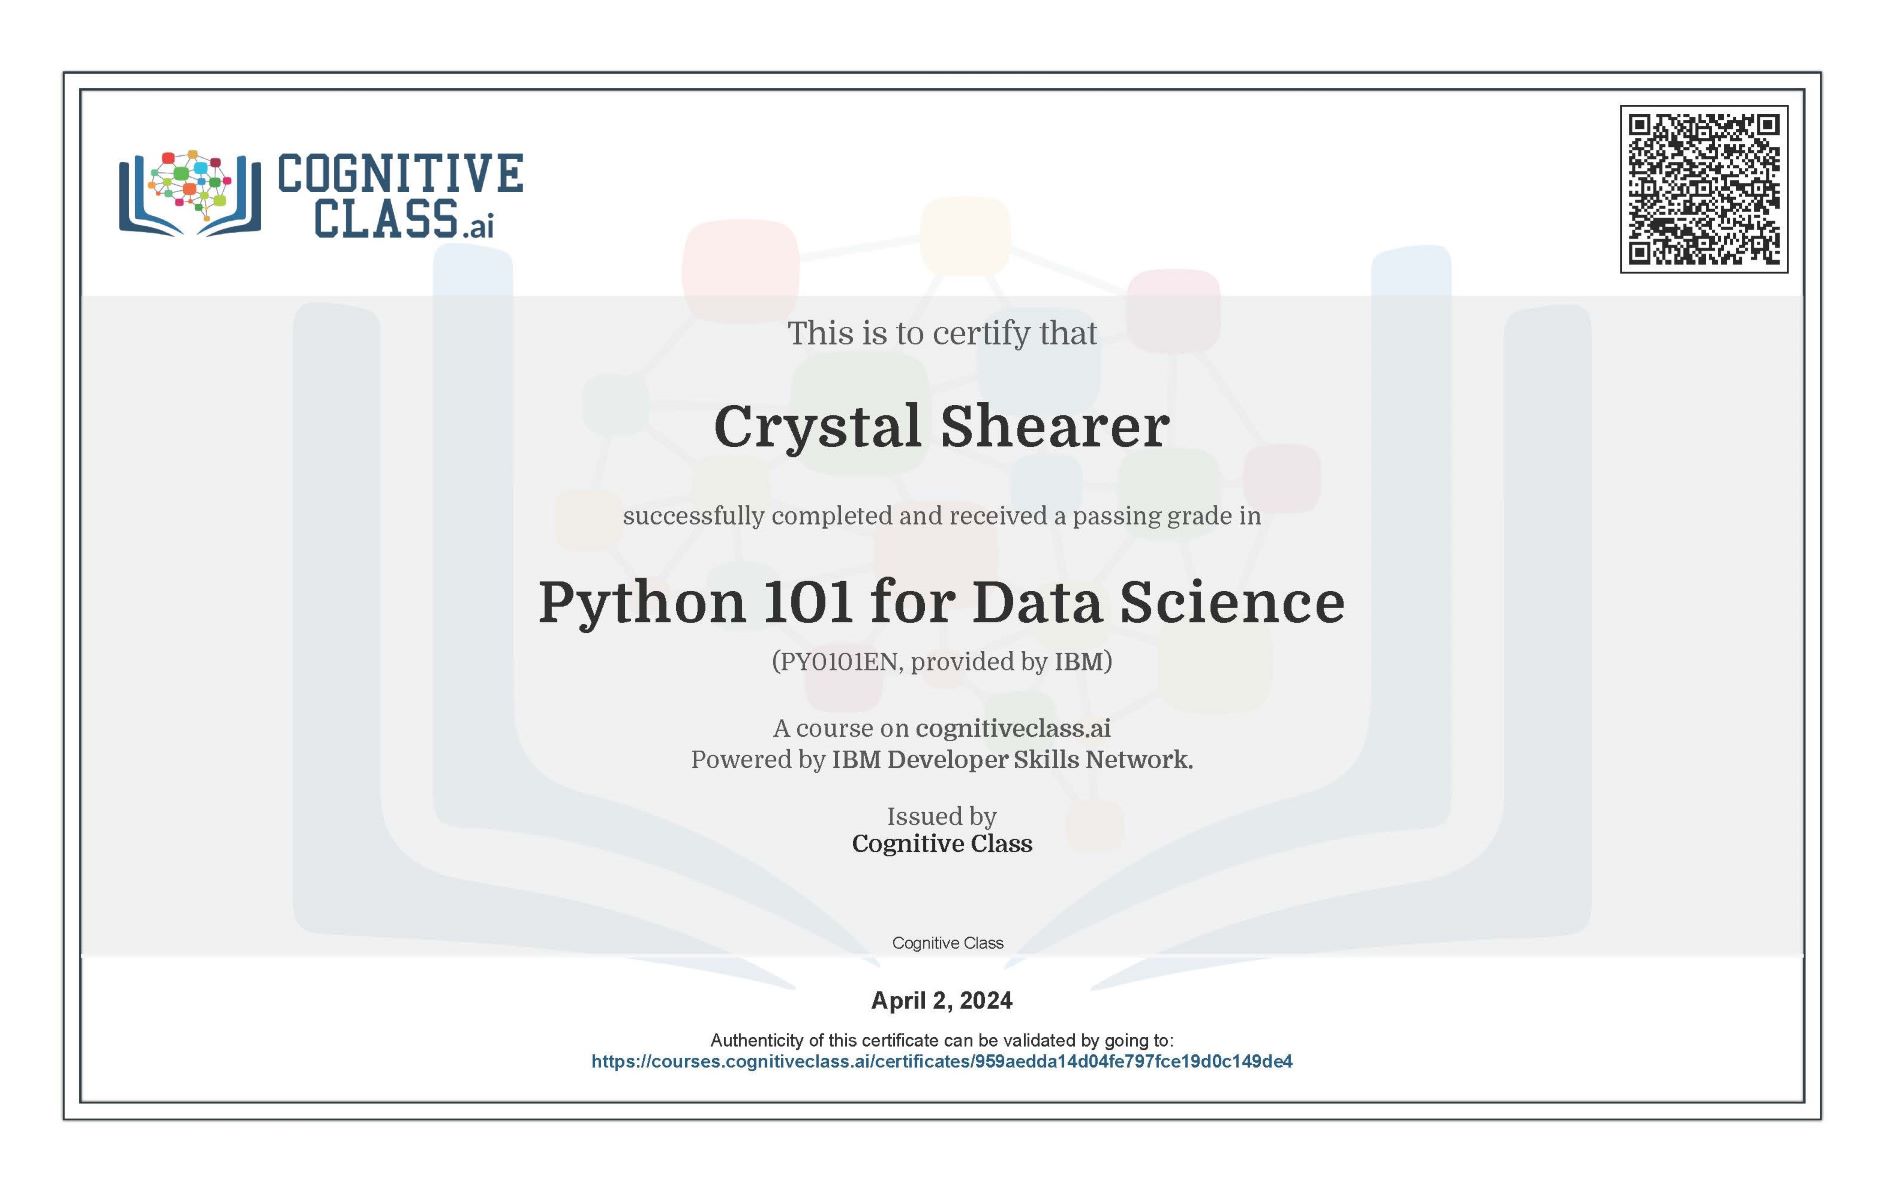 COGNITIVE
CLASS.ai
This is to certify that
Crystal Shearer
successfully completed and received a passing grade in
Python 101 for Data Science
(PY0101EN, provided by IBM)
A course on cognitiveclass.ai
Powered by IBM Developer Skills Network.
Issued by
Cognitive Class
Cognitive Class
April 2, 2024
Authenticity of this certificate can be validated by going to:
https://courses.cognitiveclass.ai/certificates/959aedda14d04fe797fce19d0c149de4